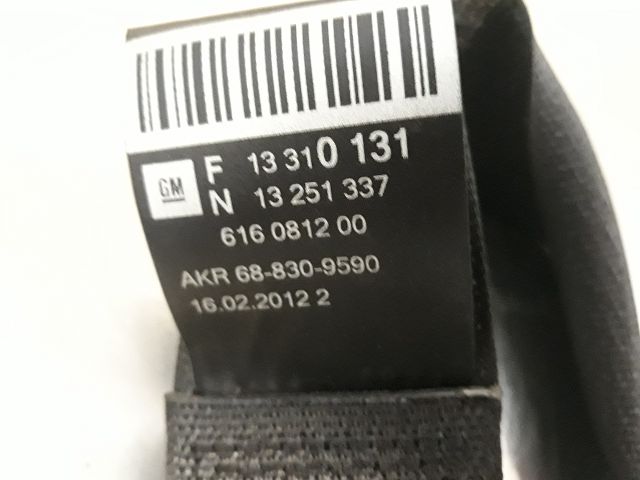 F 13 310 131
GM
N 13 251 337
616 0812 00
AKR 68-830-9590
16.02.2012 2